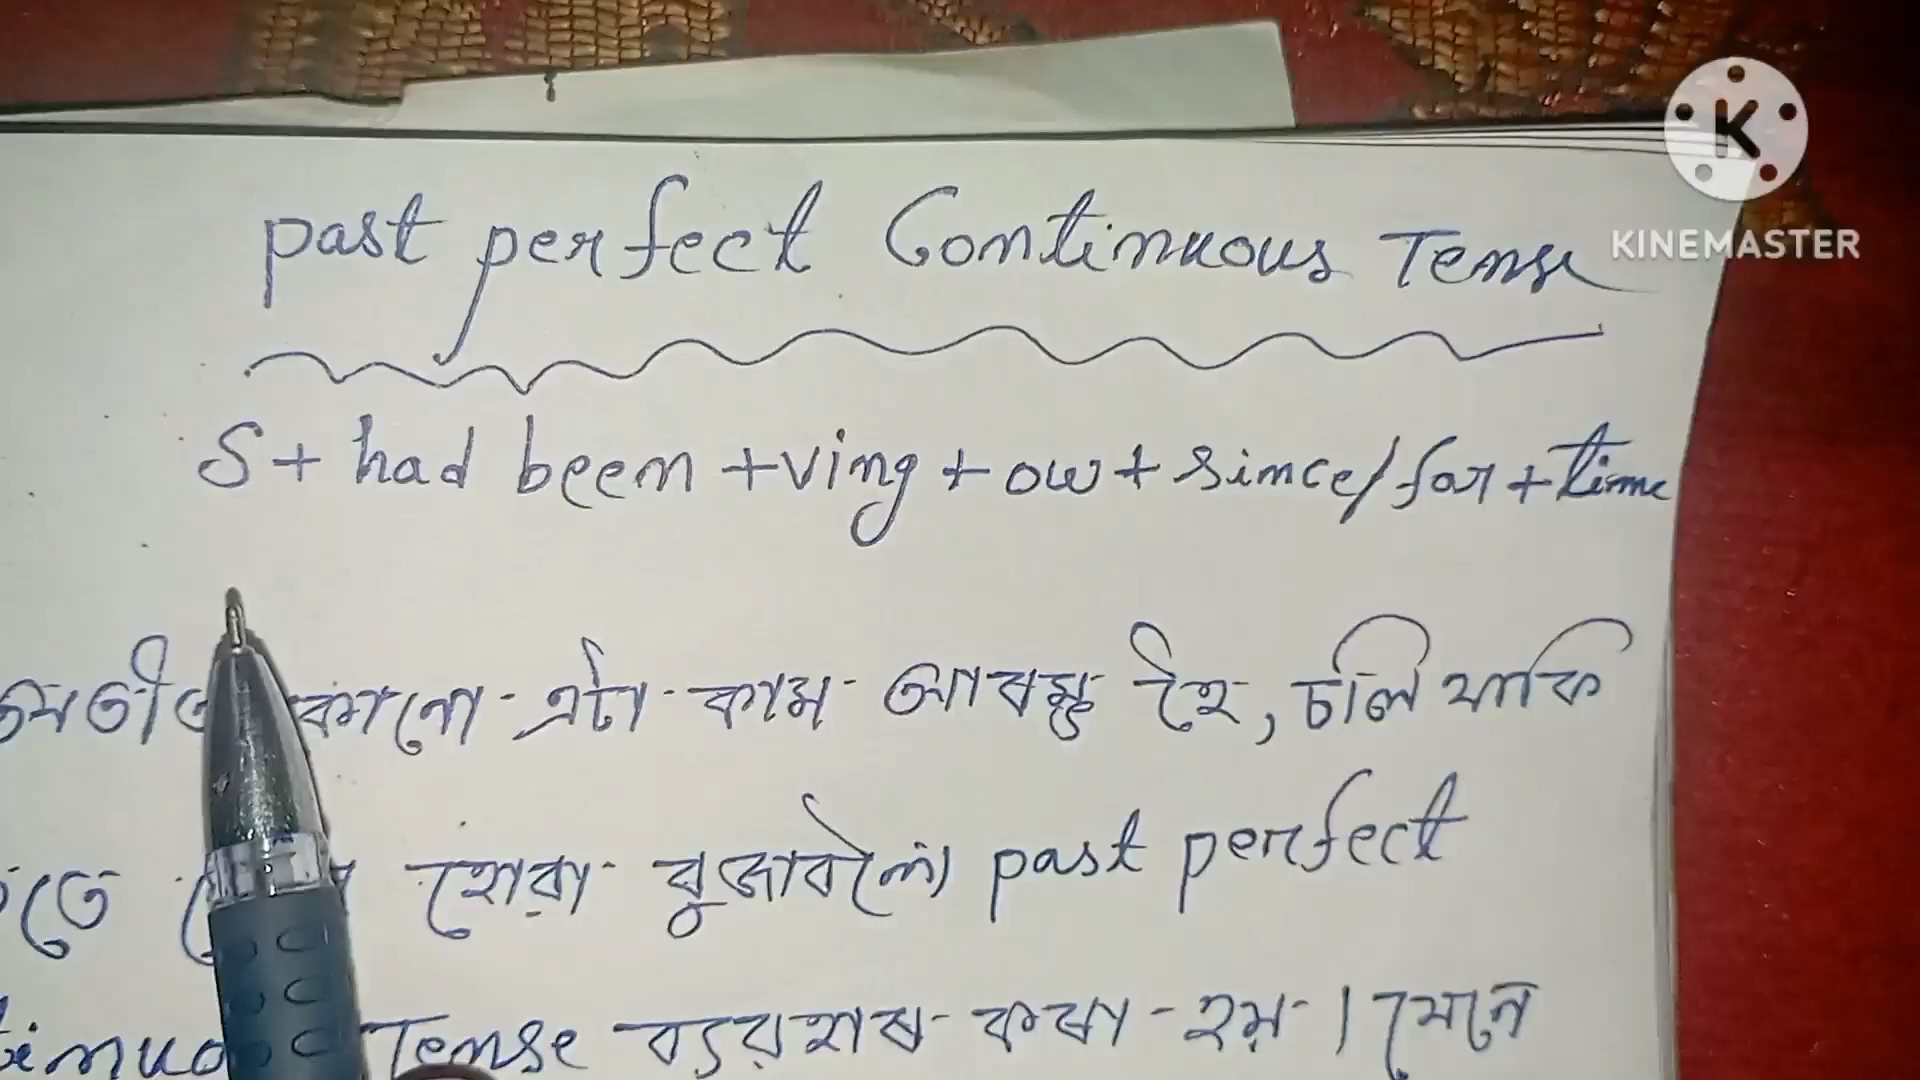 past perfect Continuous Tense
S + had been + ving + ow + since/for + time
কালত এটা কাম আৰম্ভ হৈ, চলি থাকি
হোৱা বুজাবলৈ past perfect
Tense ব্যৱহাৰ কৰা হয় । যেনে
K
KINEMASTER